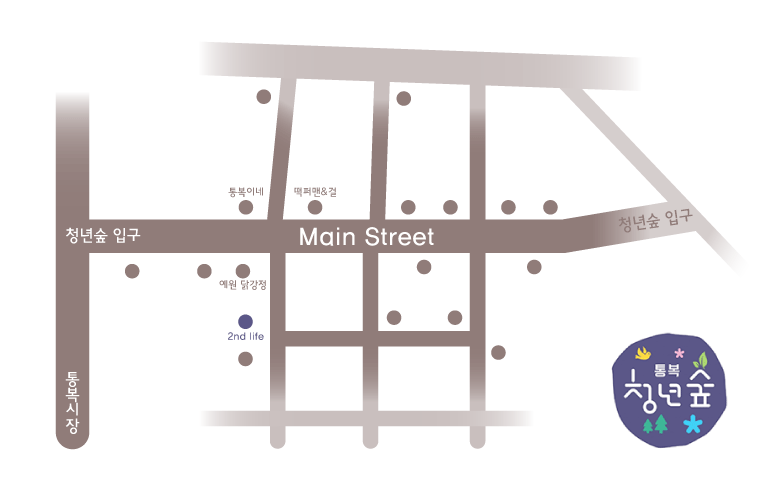 통복이네
떡퍼맨&걸
청년숲 입구
Main Street
청년숲 입구
예원 닭강정
2nd life
통복시장
통복
청년숲